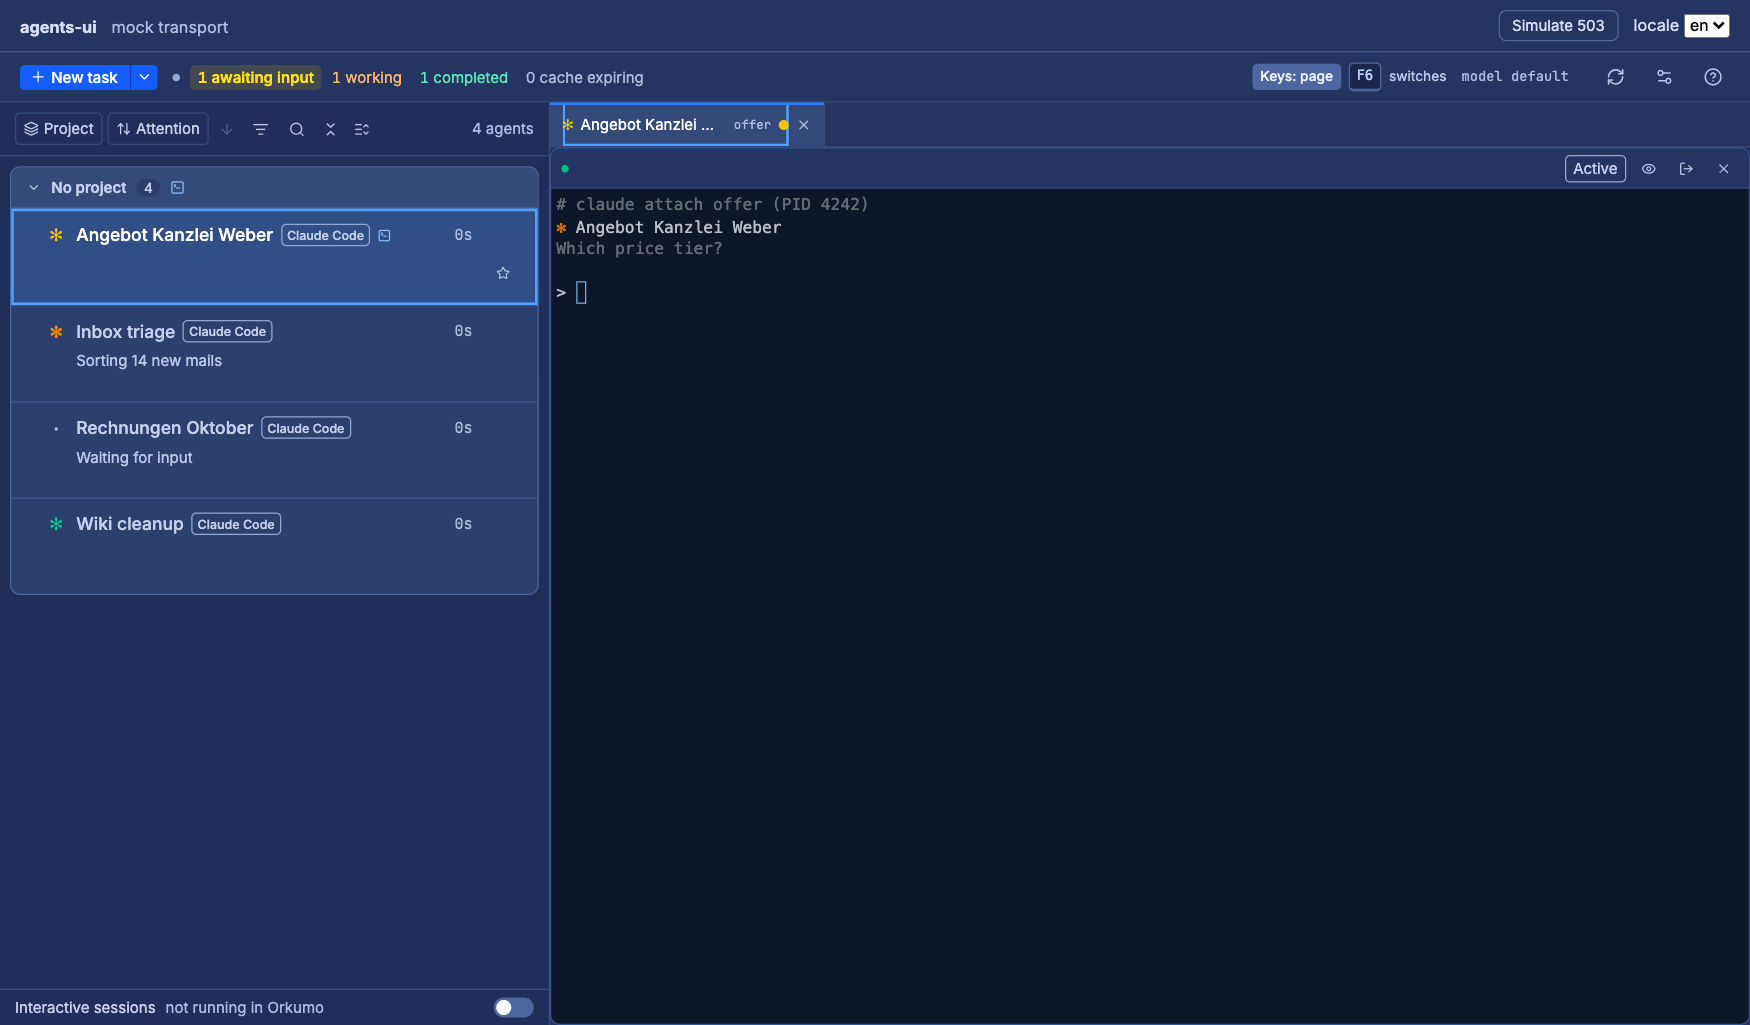 agents-ui mock transport Simulate 503 locale en
+ New task 1 awaiting input 1 working 1 completed 0 cache expiring Keys: page F6 switches model default
Project Attention 4 agents
No project 4
Angebot Kanzlei Weber Claude Code 0s
Inbox triage Claude Code 0s
Sorting 14 new mails
Rechnungen Oktober Claude Code 0s
Waiting for input
Wiki cleanup Claude Code 0s
Interactive sessions not running in Orkumo
Angebot Kanzlei ... offer
Active
# claude attach offer (PID 4242)
✻ Angebot Kanzlei Weber
Which price tier?
>